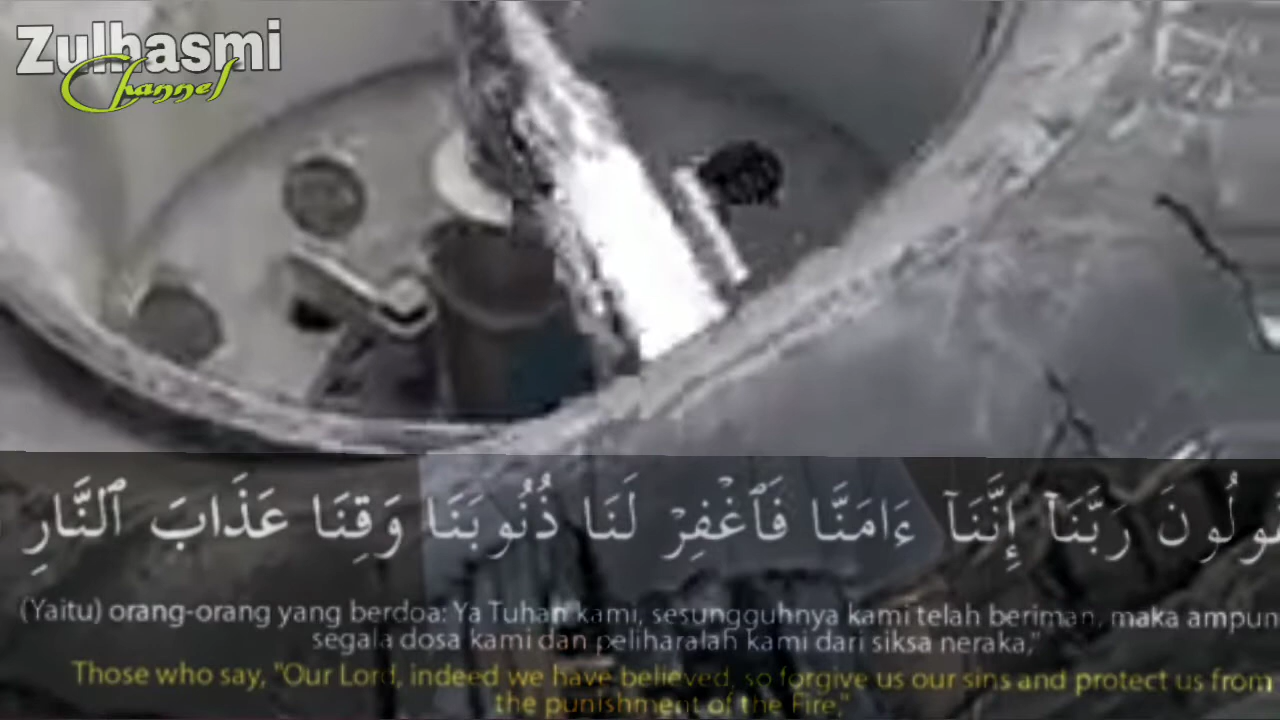 Zulhasmi
Channel
ولُونَ رَبَّنَآ إِنَّنَآ ءَامَنَّا فَٱغْفِرْ لَنَا ذُنُوبَنَا وَقِنَا عَذَابَ ٱلنَّارِ
(Yaitu) orang-orang yang berdoa: Ya Tuhan kami, sesungguhnya kami telah beriman, maka ampun
segala dosa kami dan peliharalah kami dari siksa neraka,"
Those who say, "Our Lord, indeed we have believed, so forgive us our sins and protect us from
the punishment of the Fire,"